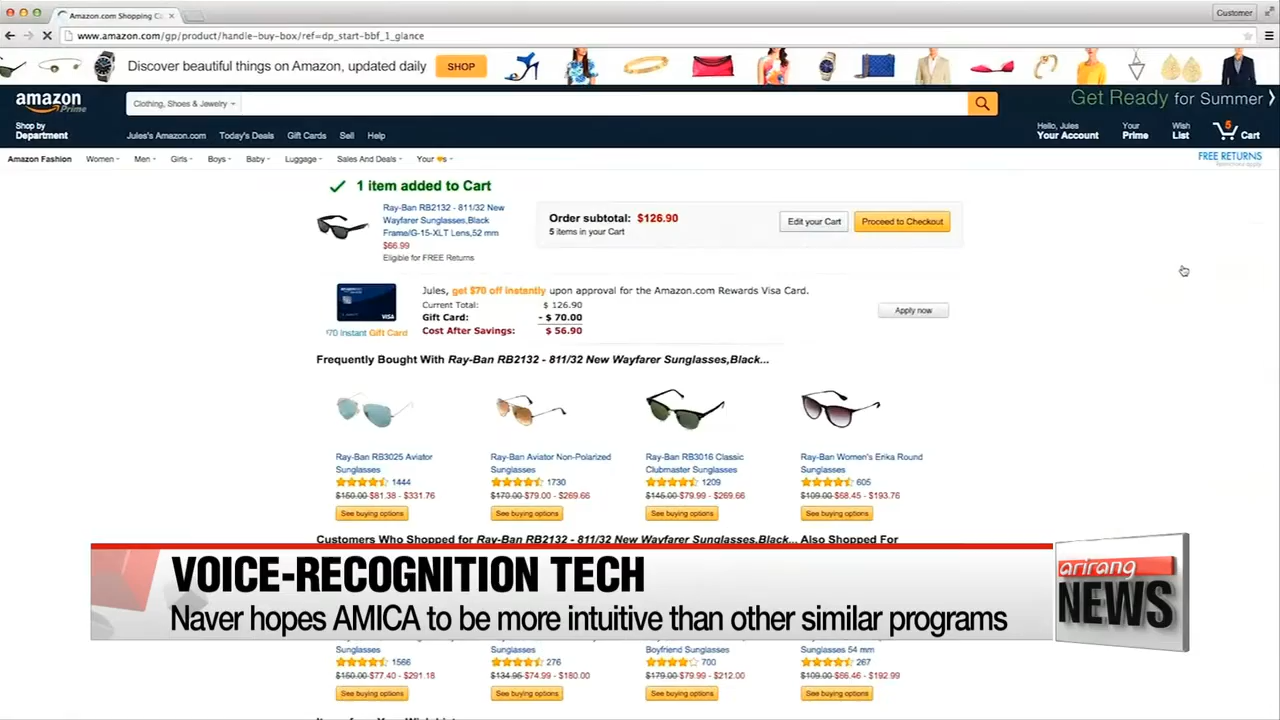 Amazon.com Shopping C
Customer
www.amazon.com/gp/product/handle-buy-box/ref=dp_start-bbf_1_glance
Discover beautiful things on Amazon, updated daily
SHOP
amazon
Prime
Clothing, Shoes & Jewelry
Get Ready for Summer
Shop by
Department
Jules's Amazon.com Today's Deals Gift Cards Sell Help
Hello, Jules
Your Account
Your
Prime
Wish
List
5
Cart
Amazon Fashion Women Men Girls Boys Baby Luggage Sales And Deals Your
FREE RETURNS
1 item added to Cart
Ray-Ban RB2132 - 811/32 New
Wayfarer Sunglasses,Black
Frame/G-15-XLT Lens,52 mm
$66.99
Eligible for FREE Returns
Order subtotal: $126.90
5 items in your Cart
Edit your Cart
Proceed to Checkout
VISA
$70 Instant Gift Card
Jules, get $70 off instantly upon approval for the Amazon.com Rewards Visa Card.
Current Total: $ 126.90
Gift Card: - $ 70.00
Cost After Savings: $ 56.90
Apply now
Frequently Bought With Ray-Ban RB2132 - 811/32 New Wayfarer Sunglasses,Black...
Ray-Ban RB3025 Aviator
Sunglasses
1444
$150.00 $81.38 - $331.76
See buying options
Ray-Ban Aviator Non-Polarized
Sunglasses
1730
$170.00 $79.00 - $269.66
See buying options
Ray-Ban RB3016 Classic
Clubmaster Sunglasses
1209
$145.00 $79.99 - $269.66
See buying options
Ray-Ban Women's Erika Round
Sunglasses
605
$109.00 $68.45 - $193.76
See buying options
Customers Who Shopped for Ray-Ban RB2132 - 811/32 New Wayfarer Sunglasses,Black... Also Shopped For
VOICE-RECOGNITION TECH
Naver hopes AMICA to be more intuitive than other similar programs
arirang
NEWS
Sunglasses
1566
$150.00 $77.40 - $291.18
See buying options
Sunglasses
276
$134.95 $74.99 - $180.00
See buying options
Boyfriend Sunglasses
700
$179.00 $79.99 - $212.00
See buying options
Sunglasses 54 mm
267
$109.00 $66.46 - $192.99
See buying options